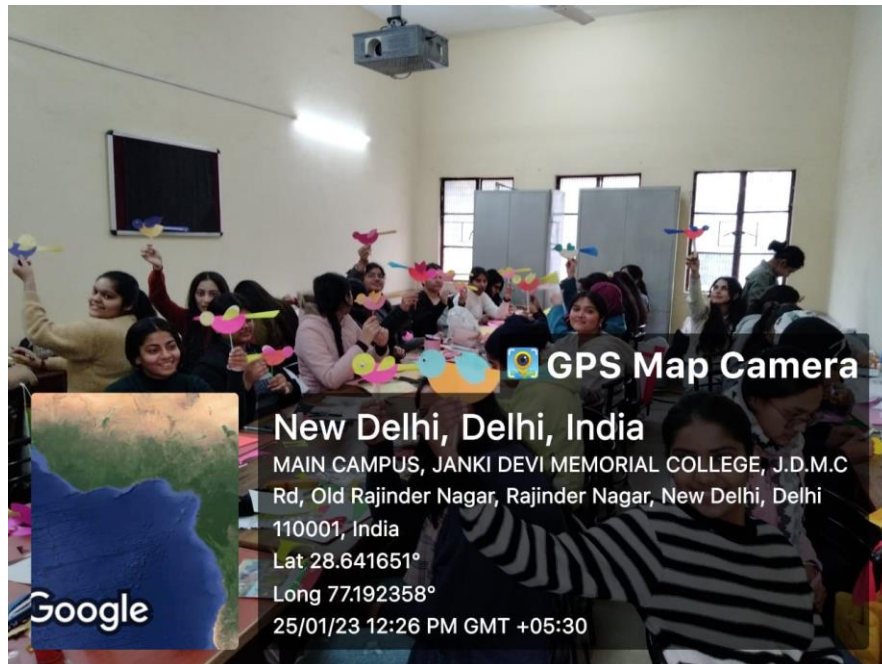 GPS Map Camera
New Delhi, Delhi, India
MAIN CAMPUS, JANKI DEVI MEMORIAL COLLEGE, J.D.M.C
Rd, Old Rajinder Nagar, Rajinder Nagar, New Delhi, Delhi
110001, India
Lat 28.641651°
Long 77.192358°
25/01/23 12:26 PM GMT +05:30
Google